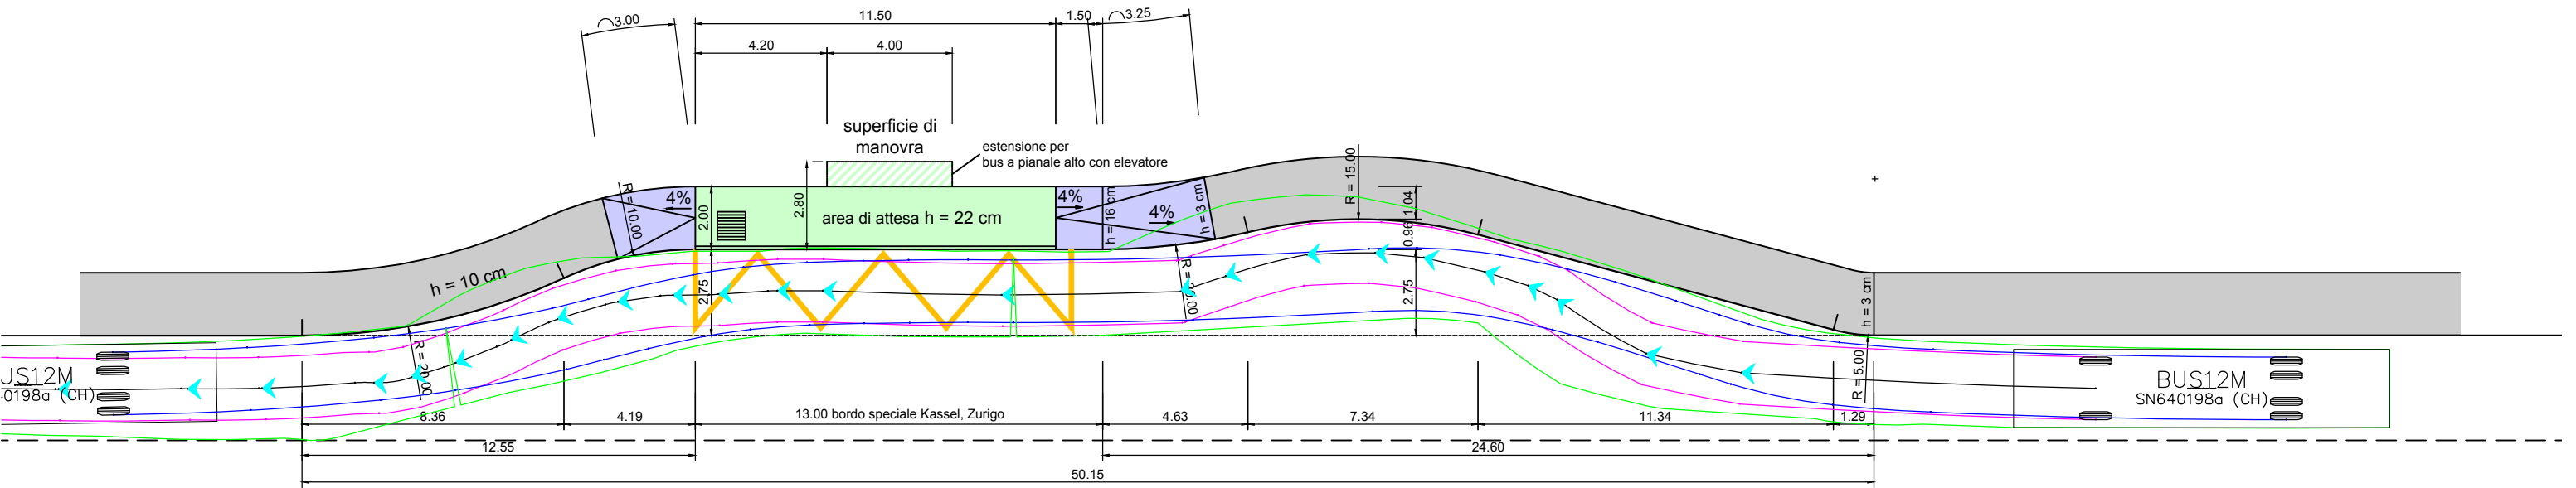 3.00
11.50
1.50
3.25
4.20
4.00
superficie di
manovra
estensione per
bus a pianale alto con elevatore
R = 10.00
4%
2.00
2.80
area di attesa h = 22 cm
4%
h = 16 cm
4%
h = 3 cm
R = 15.00
1.04
0.96
h = 10 cm
2.75
2.75
h = 3 cm
R = 20.00
R = 5.00
US12M
0198a (CH)
BUS12M
SN640198a (CH)
8.36
4.19
13.00 bordo speciale Kassel, Zurigo
4.63
7.34
11.34
1.29
12.55
24.60
50.15